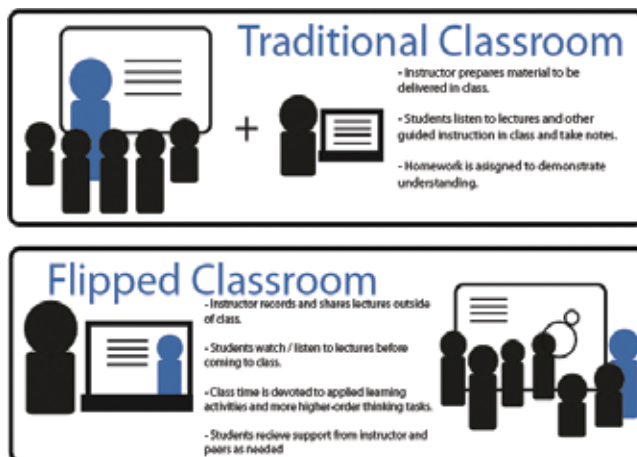 Traditional Classroom
- Instructor prepares material to be
delivered in class.
- Students listen to lectures and other
guided instruction in class and take notes.
- Homework is asisgned to demonstrate
understanding.
+
Flipped Classroom
- Instructor records and shares lectures outside
of class.
- Students watch / listen to lectures before
coming to class.
- Class time is devoted to applied learning
activities and more higher-order thinking tasks.
- Students recieve support from instructor and
peers as needed